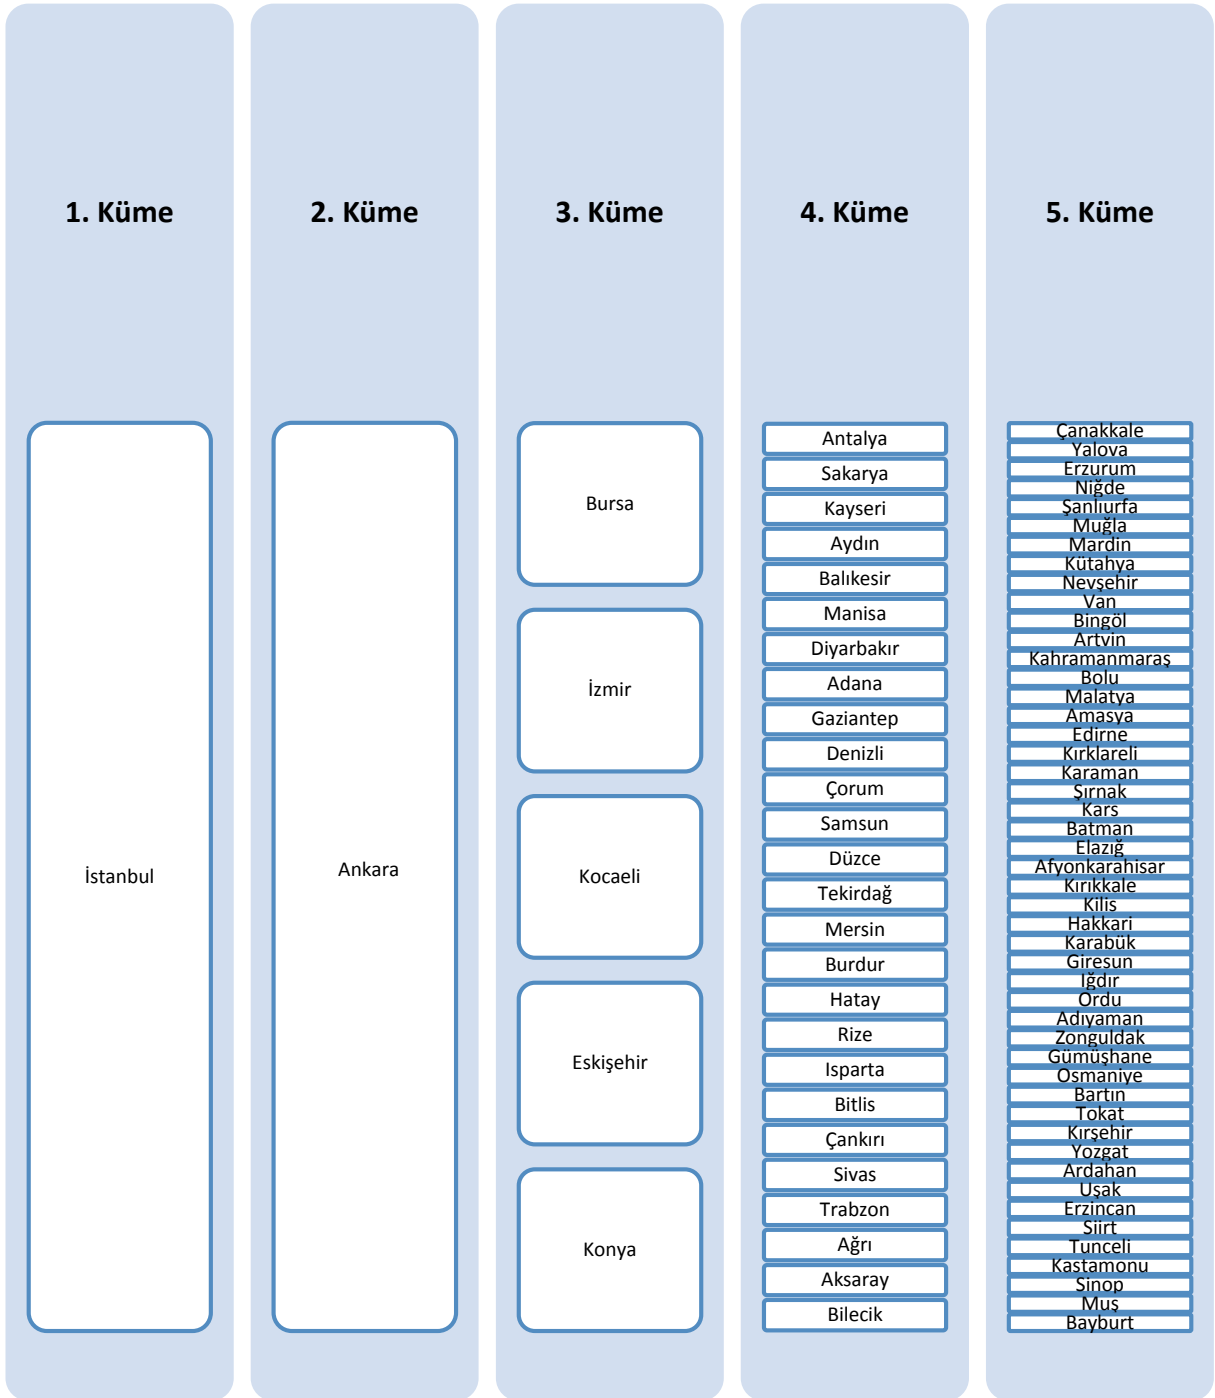 1. Küme
İstanbul
2. Küme
Ankara
3. Küme
Bursa
İzmir
Kocaeli
Eskişehir
Konya
4. Küme
Antalya
Sakarya
Kayseri
Aydın
Balıkesir
Manisa
Diyarbakır
Adana
Gaziantep
Denizli
Çorum
Samsun
Düzce
Tekirdağ
Mersin
Burdur
Hatay
Rize
Isparta
Bitlis
Çankırı
Sivas
Trabzon
Ağrı
Aksaray
Bilecik
5. Küme
Çanakkale
Yalova
Erzurum
Niğde
Şanlıurfa
Muğla
Mardin
Kütahya
Nevşehir
Van
Bingöl
Artvin
Kahramanmaraş
Bolu
Malatya
Amasya
Edirne
Kırklareli
Karaman
Şırnak
Kars
Batman
Elazığ
Afyonkarahisar
Kırıkkale
Kilis
Hakkari
Karabük
Giresun
Iğdır
Ordu
Adıyaman
Zonguldak
Gümüşhane
Osmaniye
Bartın
Tokat
Kırşehir
Yozgat
Ardahan
Uşak
Erzincan
Siirt
Tunceli
Kastamonu
Sinop
Muş
Bayburt